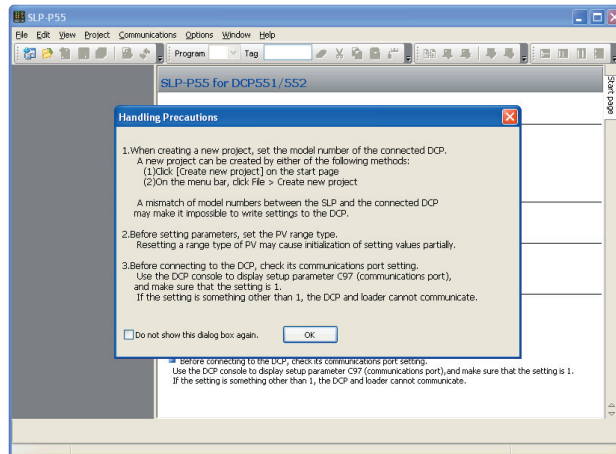 SLP-P55
File Edit View Project Communications Options Window Help
Program Tag
SLP-P55 for DCP551/552
Start page
Handling Precautions
1.When creating a new project, set the model number of the connected DCP.
A new project can be created by either of the following methods:
(1)Click [Create new project] on the start page
(2)On the menu bar, click File > Create new project
A mismatch of model numbers between the SLP and the connected DCP
may make it impossible to write settings to the DCP.
2.Before setting parameters, set the PV range type.
Resetting a range type of PV may cause initialization of setting values partially.
3.Before connecting to the DCP, check its communications port setting.
Use the DCP console to display setup parameter C97 (communications port),
and make sure that the setting is 1.
If the setting is something other than 1, the DCP and loader cannot communicate.
Do not show this dialog box again.
OK
Before connecting to the DCP, check its communications port setting.
Use the DCP console to display setup parameter C97 (communications port),and make sure that the setting is 1.
If the setting is something other than 1, the DCP and loader cannot communicate.